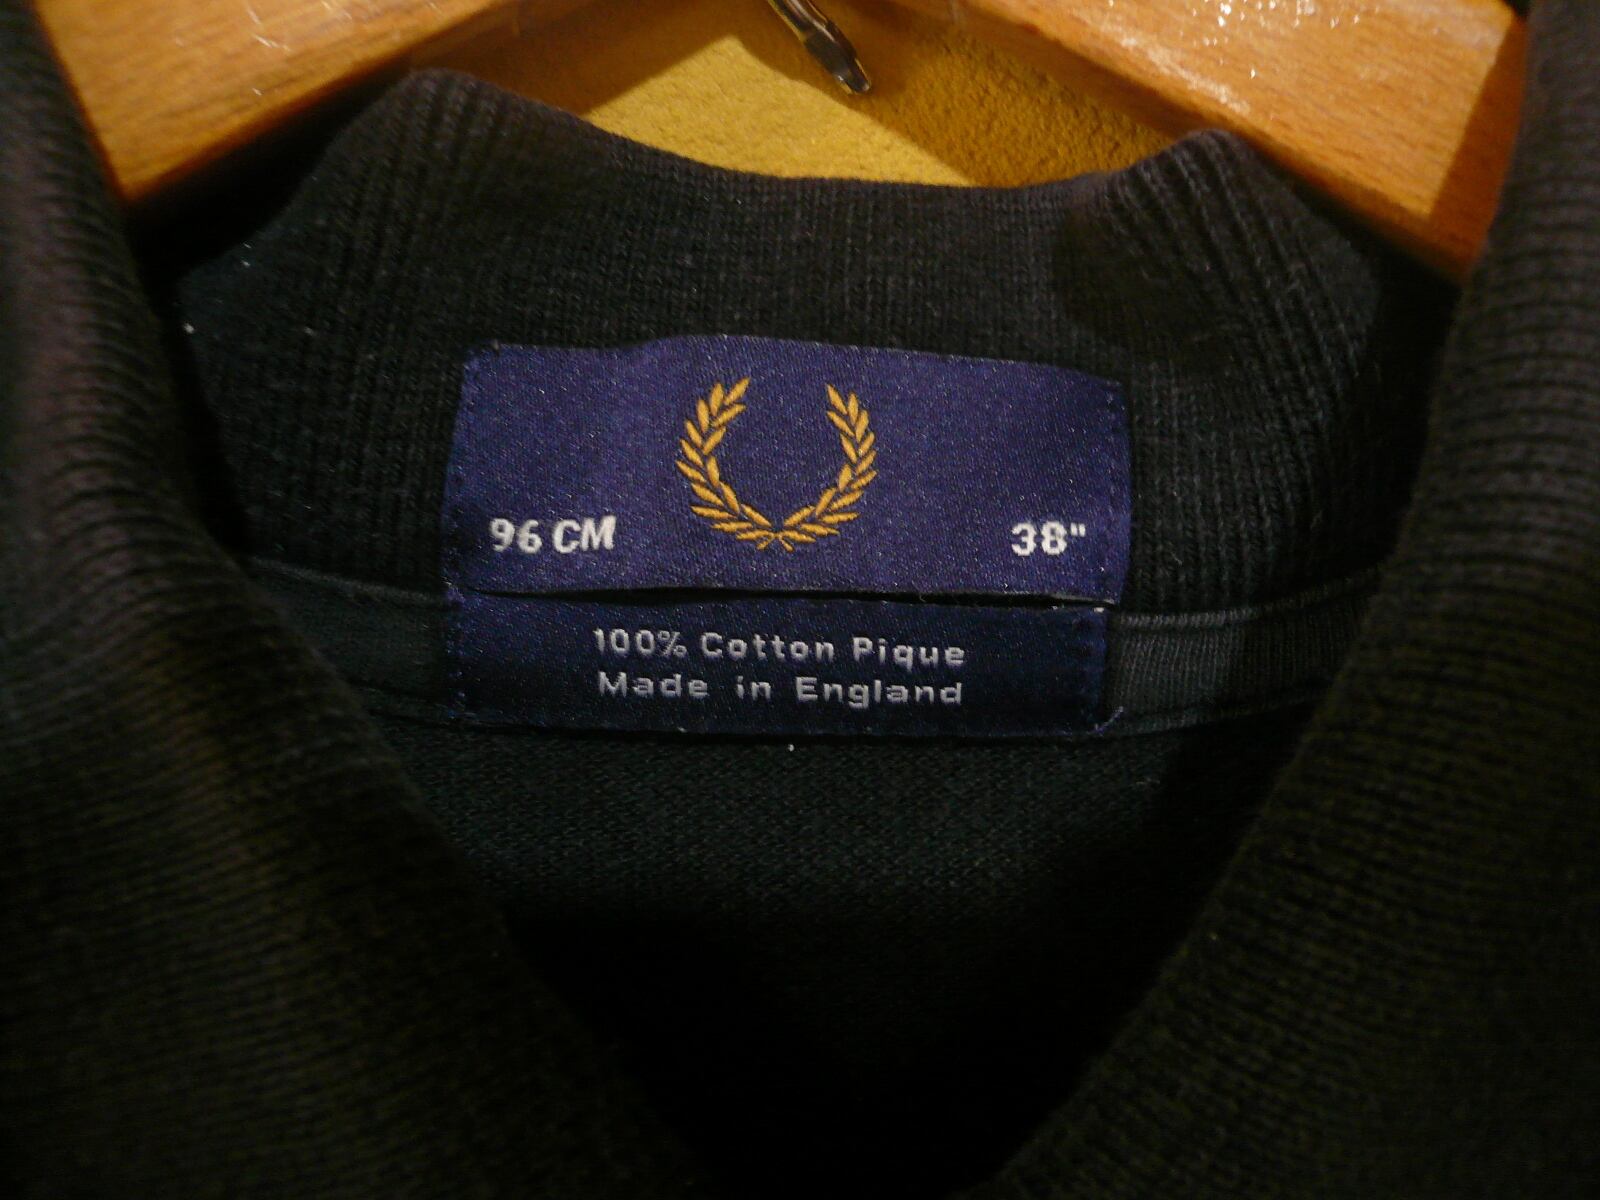 96 CM 38"
100% Cotton Pique
Made in England